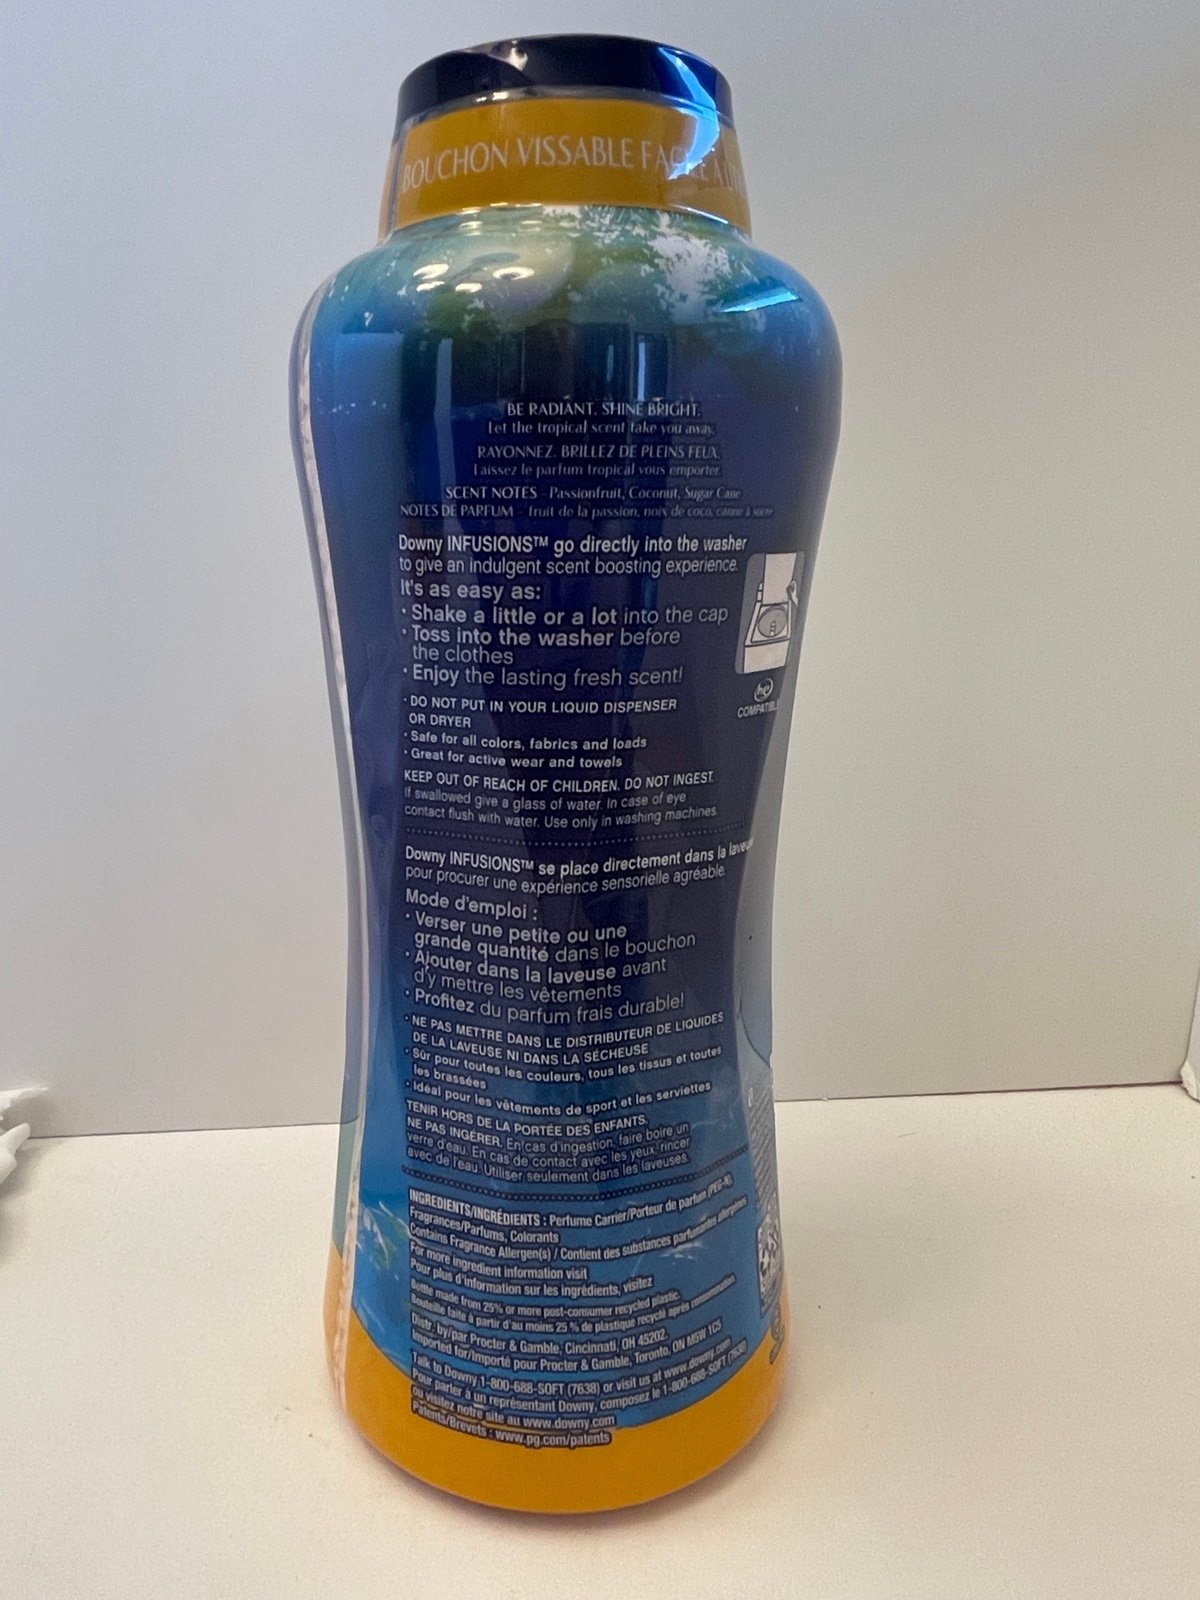 BOUCHON VISSABLE FACILE À UTI
BE RADIANT. SHINE BRIGHT.
Let the tropical scent take you away.
RAYONNEZ. BRILLEZ DE PLEINS FEUX.
Laissez le parfum tropical vous emporter.
SCENT NOTES - Passionfruit, Coconut, Sugar Cane
NOTES DE PARFUM - fruit de la passion, noix de coco, canne à sucre
Downy INFUSIONS™ go directly into the washer
to give an indulgent scent boosting experience.
It's as easy as:
• Shake a little or a lot into the cap
• Toss into the washer before
the clothes
• Enjoy the lasting fresh scent!
he
COMPATIBLE
• DO NOT PUT IN YOUR LIQUID DISPENSER
OR DRYER
• Safe for all colors, fabrics and loads
• Great for active wear and towels
KEEP OUT OF REACH OF CHILDREN. DO NOT INGEST.
If swallowed give a glass of water. In case of eye
contact flush with water. Use only in washing machines.
Downy INFUSIONS™ se place directement dans la laveu
pour procurer une expérience sensorielle agréable.
Mode d'emploi :
• Verser une petite ou une
grande quantité dans le bouchon
• Ajouter dans la laveuse avant
d'y mettre les vêtements
• Profitez du parfum frais durable!
• NE PAS METTRE DANS LE DISTRIBUTEUR DE LIQUIDES
DE LA LAVEUSE NI DANS LA SÉCHEUSE
• Sûr pour toutes les couleurs, tous les tissus et toutes
les brassées
• Idéal pour les vêtements de sport et les serviettes
TENIR HORS DE LA PORTÉE DES ENFANTS.
NE PAS INGÉRER. En cas d'ingestion, faire boire un
verre d'eau. En cas de contact avec les yeux, rincer
avec de l'eau. Utiliser seulement dans les laveuses.
INGREDIENTS/INGRÉDIENTS : Perfume Carrier/Porteur de parfum (PEG-N),
Fragrances/Parfums, Colorants
Contains Fragrance Allergen(s) / Contient des substances parfumantes allergènes
For more ingredient information visit
Pour plus d'information sur les ingrédients, visitez
Bottle made from 25% or more post-consumer recycled plastic.
Bouteille faite à partir d'au moins 25 % de plastique recyclé après consommation.
Distr. by/par Procter & Gamble, Cincinnati, OH 45202.
Imported for/Importé pour Procter & Gamble, Toronto, ON M5W 1C5
Talk to Downy 1-800-688-SOFT (7638) or visit us at www.downy.com
Pour parler à un représentant Downy, composez le 1-800-688-SOFT (7638)
ou visitez notre site au www.downy.com
Patents/Brevets : www.pg.com/patents